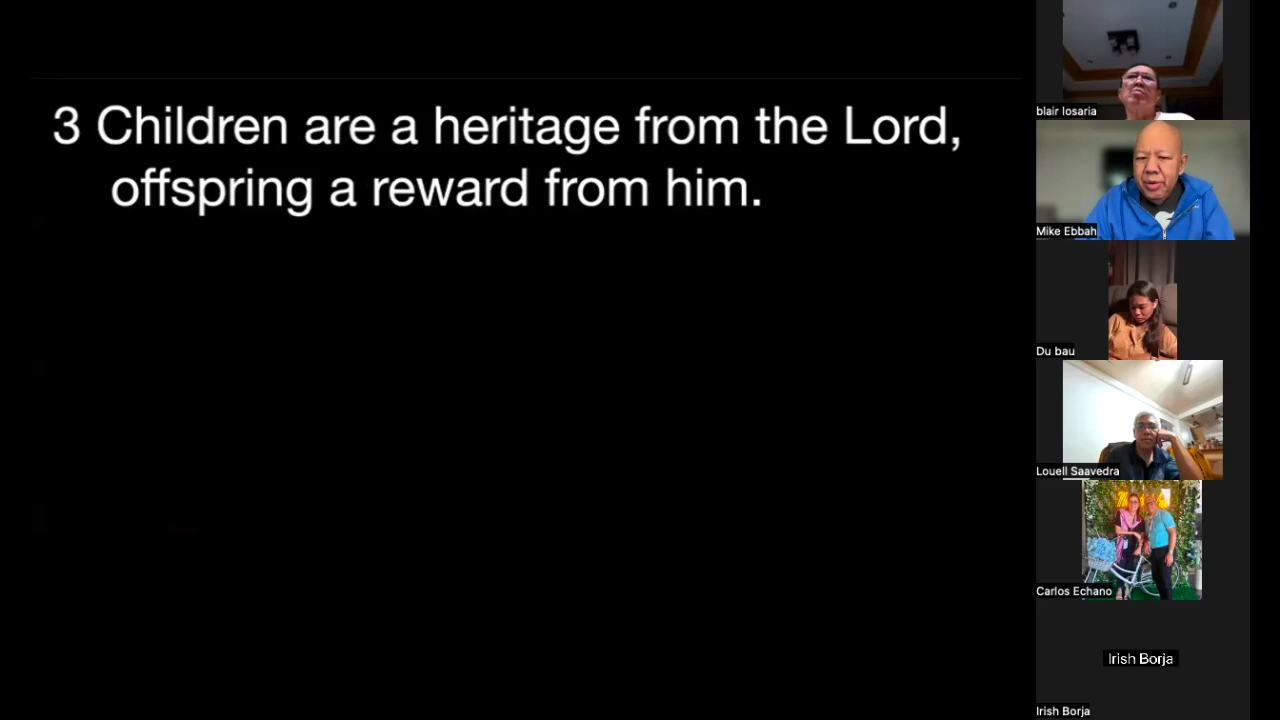 3 Children are a heritage from the Lord,
offspring a reward from him.
blair losaria
Mike Ebbah
Du bau
Louell Saavedra
Carlos Echano
Irish Borja
Irish Borja